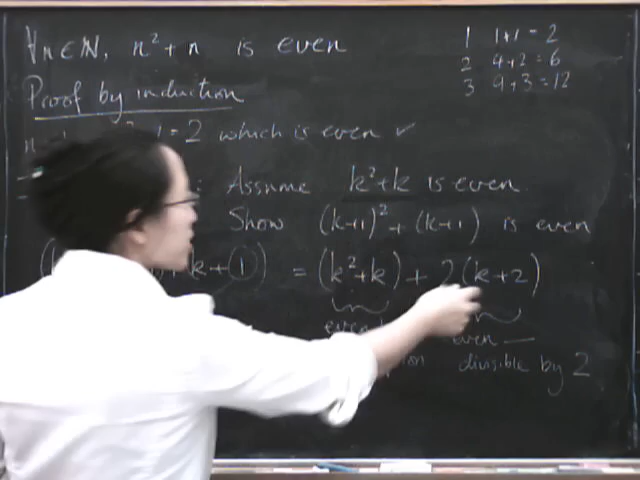 ∀n∈ℕ, n²+n is even
1 1+1=2
2 4+2=6
3 9+3=12
Proof by induction
=2 which is even ✓
: Assume k²+k is even.
Show (k+1)²+(k+1) is even
k+1) = (k²+k) + 2(k+2)
even —
divisible by 2